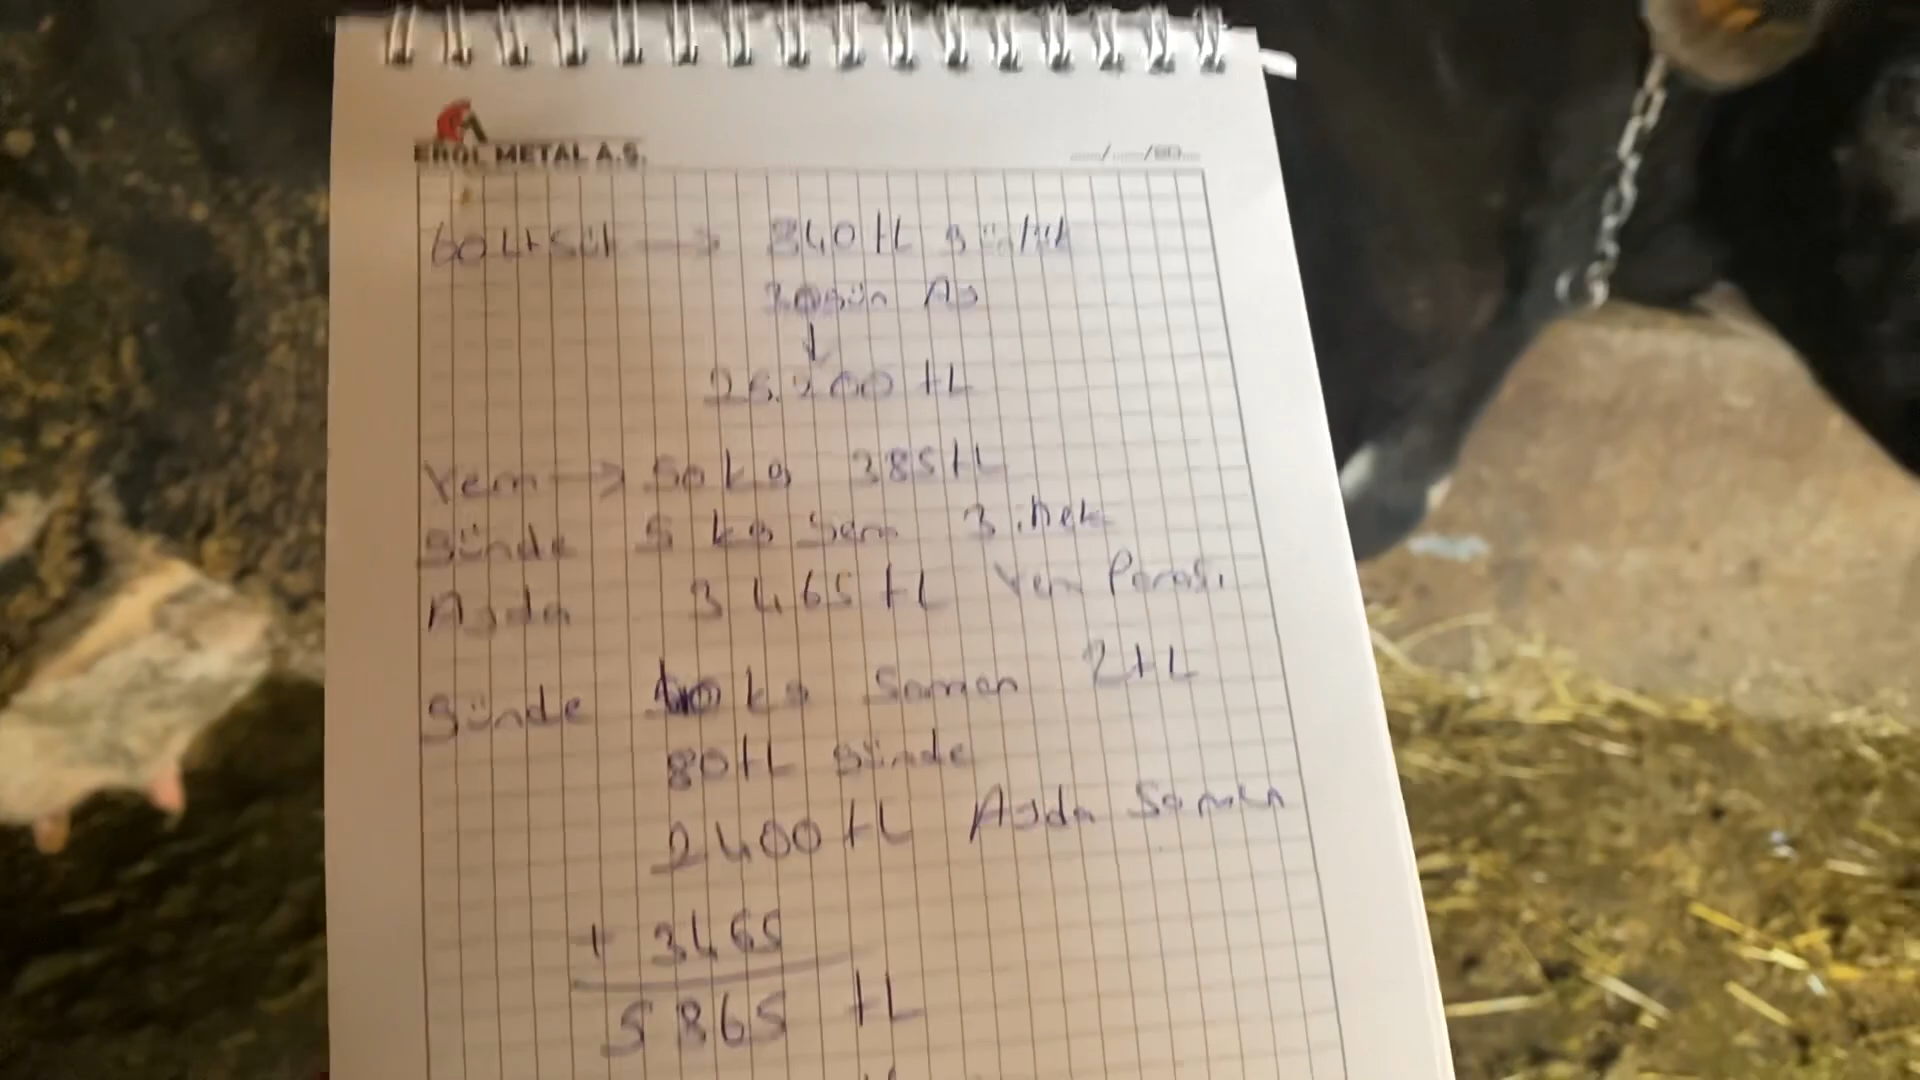 EROL METAL A.Ş.
..../..../20....
60 Lt Süt → 840 tL günlük
30 gün Ay
↓
25.200 tL
Yem → 50 kg 385 tL
günde 5 kg yem 3 inek
Ayda 3465 tL Yem Parası
günde 40 kg Saman 2 tL
80 tL günde
2400 tL Ayda Saman
+ 3465
5865 tL